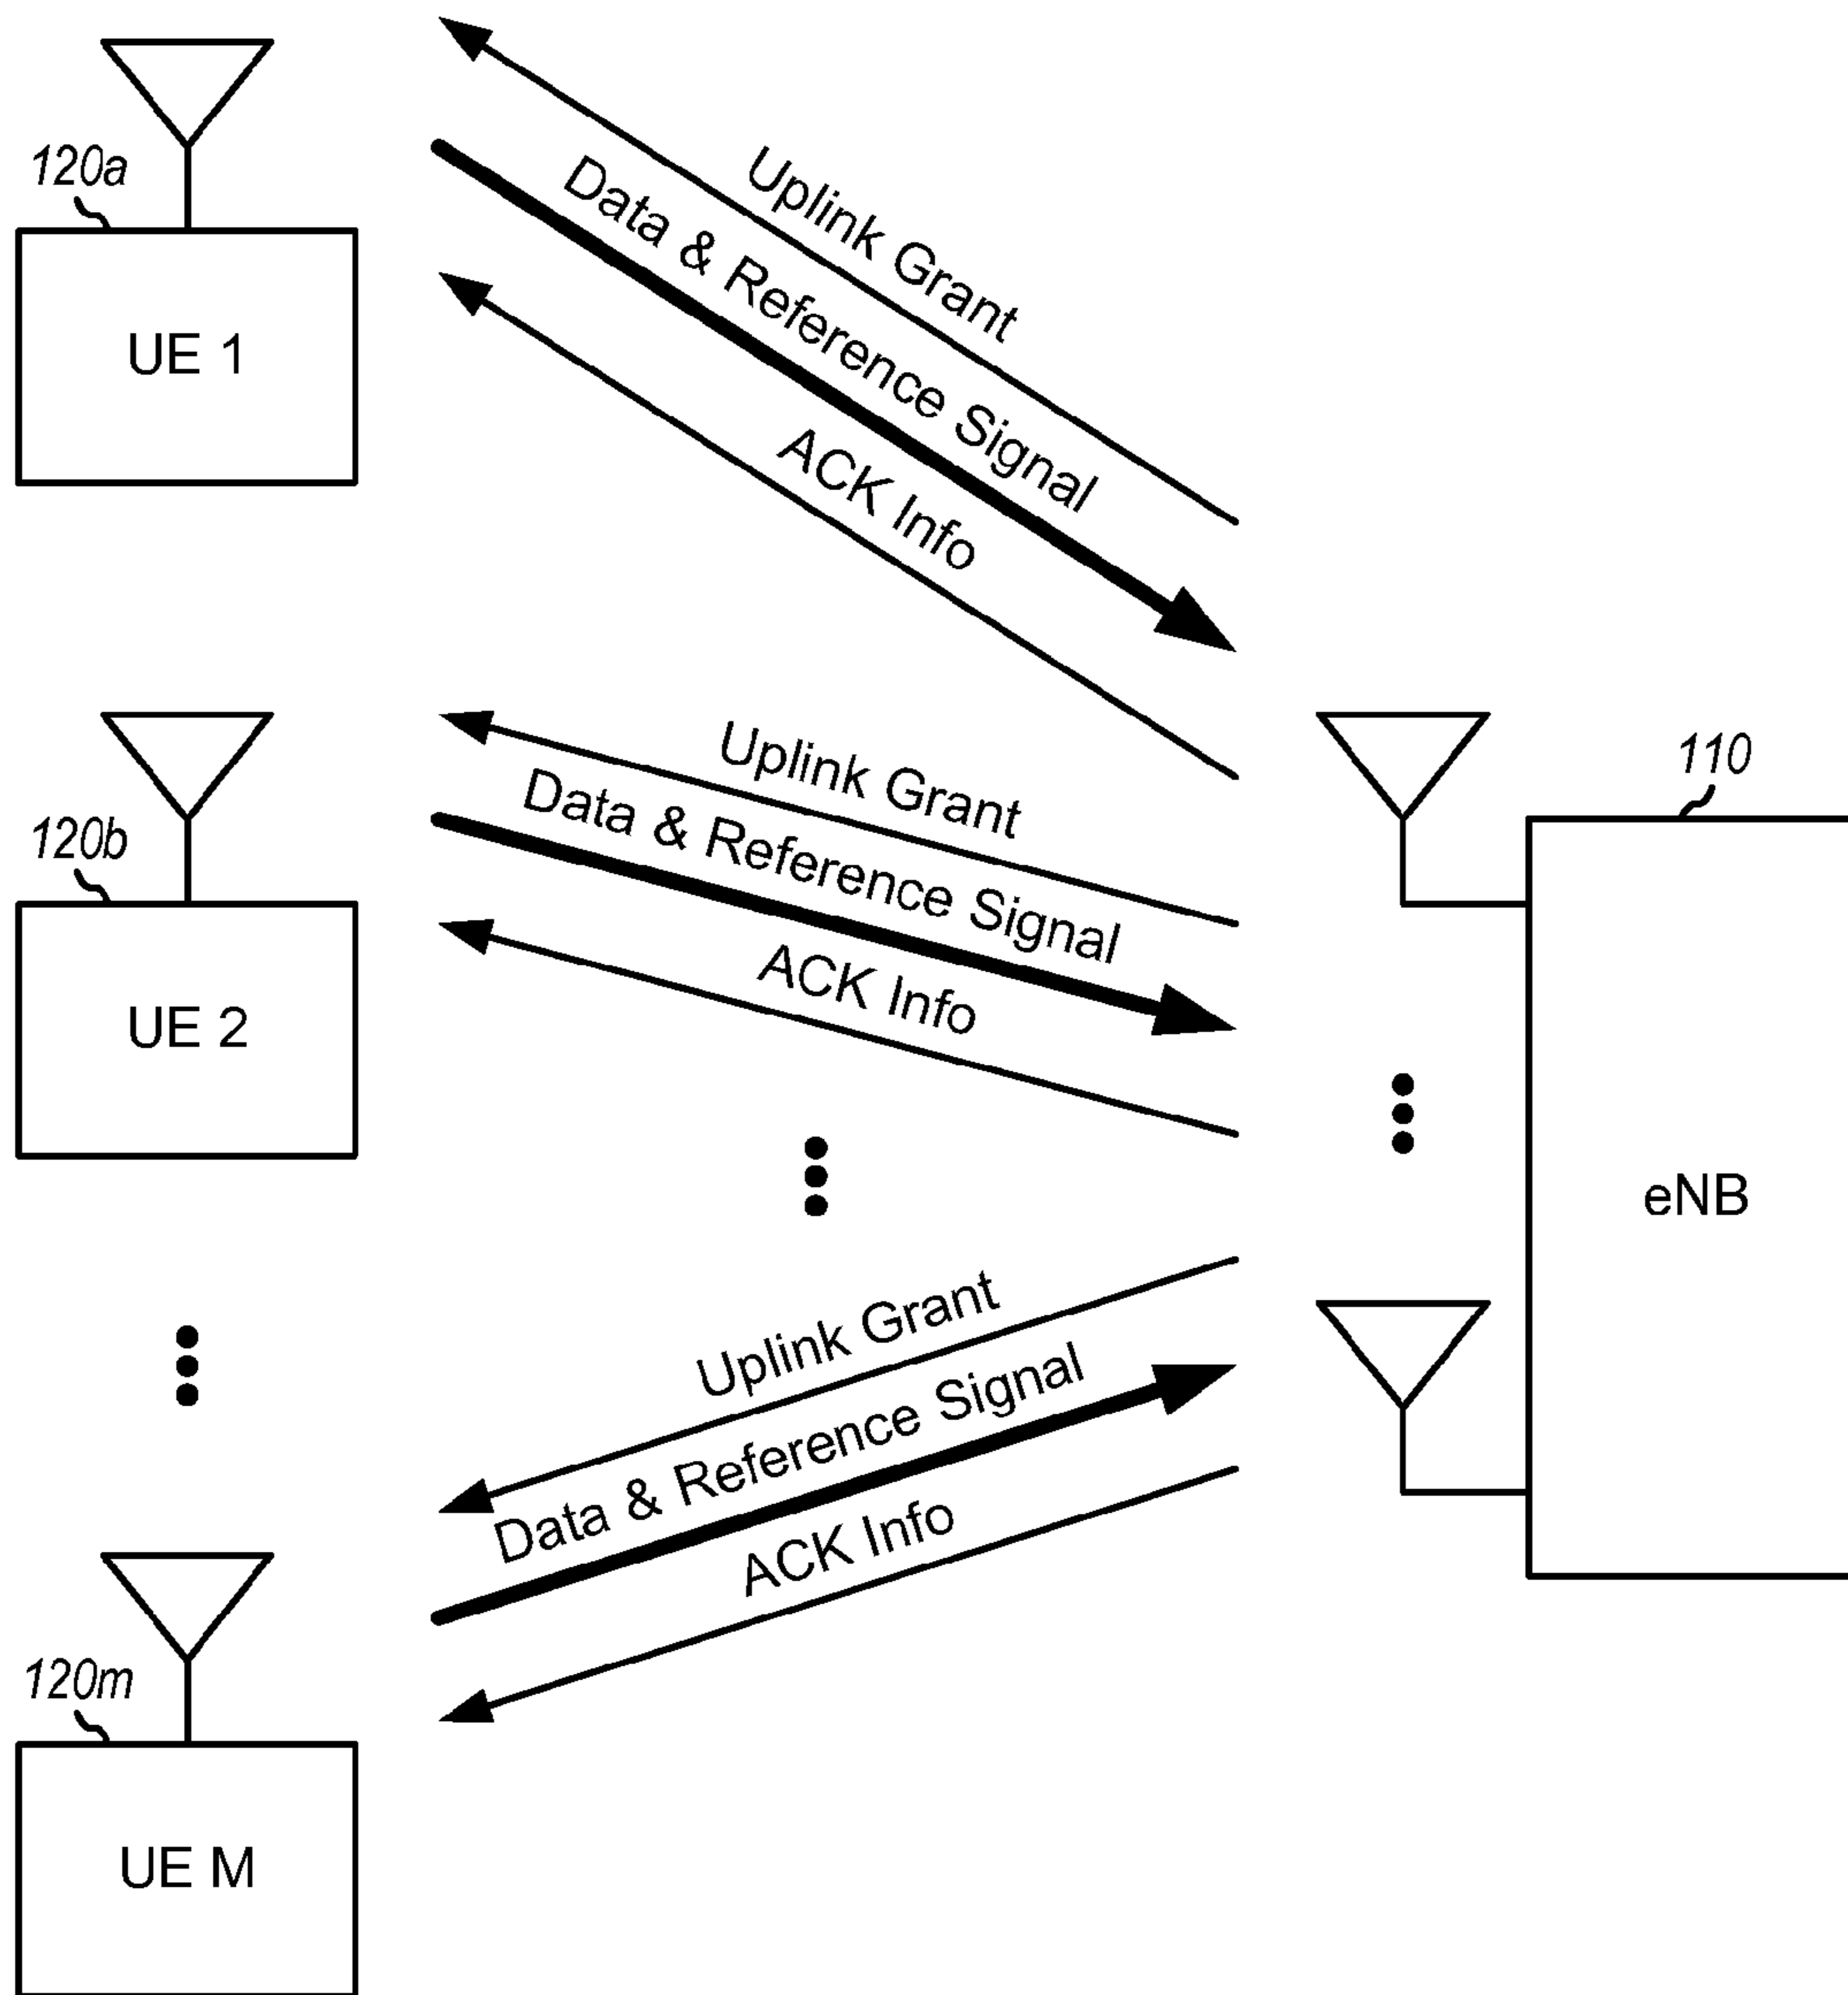 120a
UE 1
Uplink Grant
Data & Reference Signal
ACK Info
120b
UE 2
Uplink Grant
Data & Reference Signal
ACK Info
110
eNB
Uplink Grant
Data & Reference Signal
ACK Info
120m
UE M